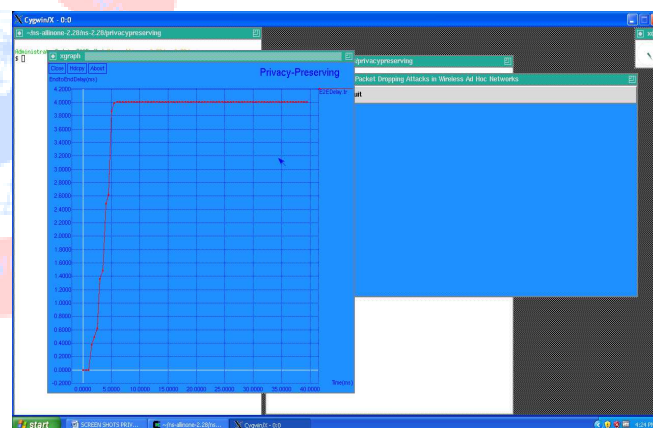 Cygwin/X - 0:0
~/ns-allinone-2.28/ns-2.28/privacypreserving
$
xgraph
Close Hdcpy About
Privacy-Preserving
EndtoEndDelay(ms)
E2EDelay.tr
4.2000
4.0000
3.8000
3.6000
3.4000
3.2000
3.0000
2.8000
2.6000
2.4000
2.2000
2.0000
1.8000
1.6000
1.4000
1.2000
1.0000
0.8000
0.6000
0.4000
0.2000
0.0000
-0.2000
0.0000 5.0000 10.0000 15.0000 20.0000 25.0000 30.0000 35.0000 40.0000
Time(ms)
/privacypreserving
Packet Dropping Attacks in Wireless Ad Hoc Networks
uit
start
SCREEN SHOTS PRIV...
~/ns-allinone-2.28/ns...
Cygwin/X - 0:0
4:24 PM